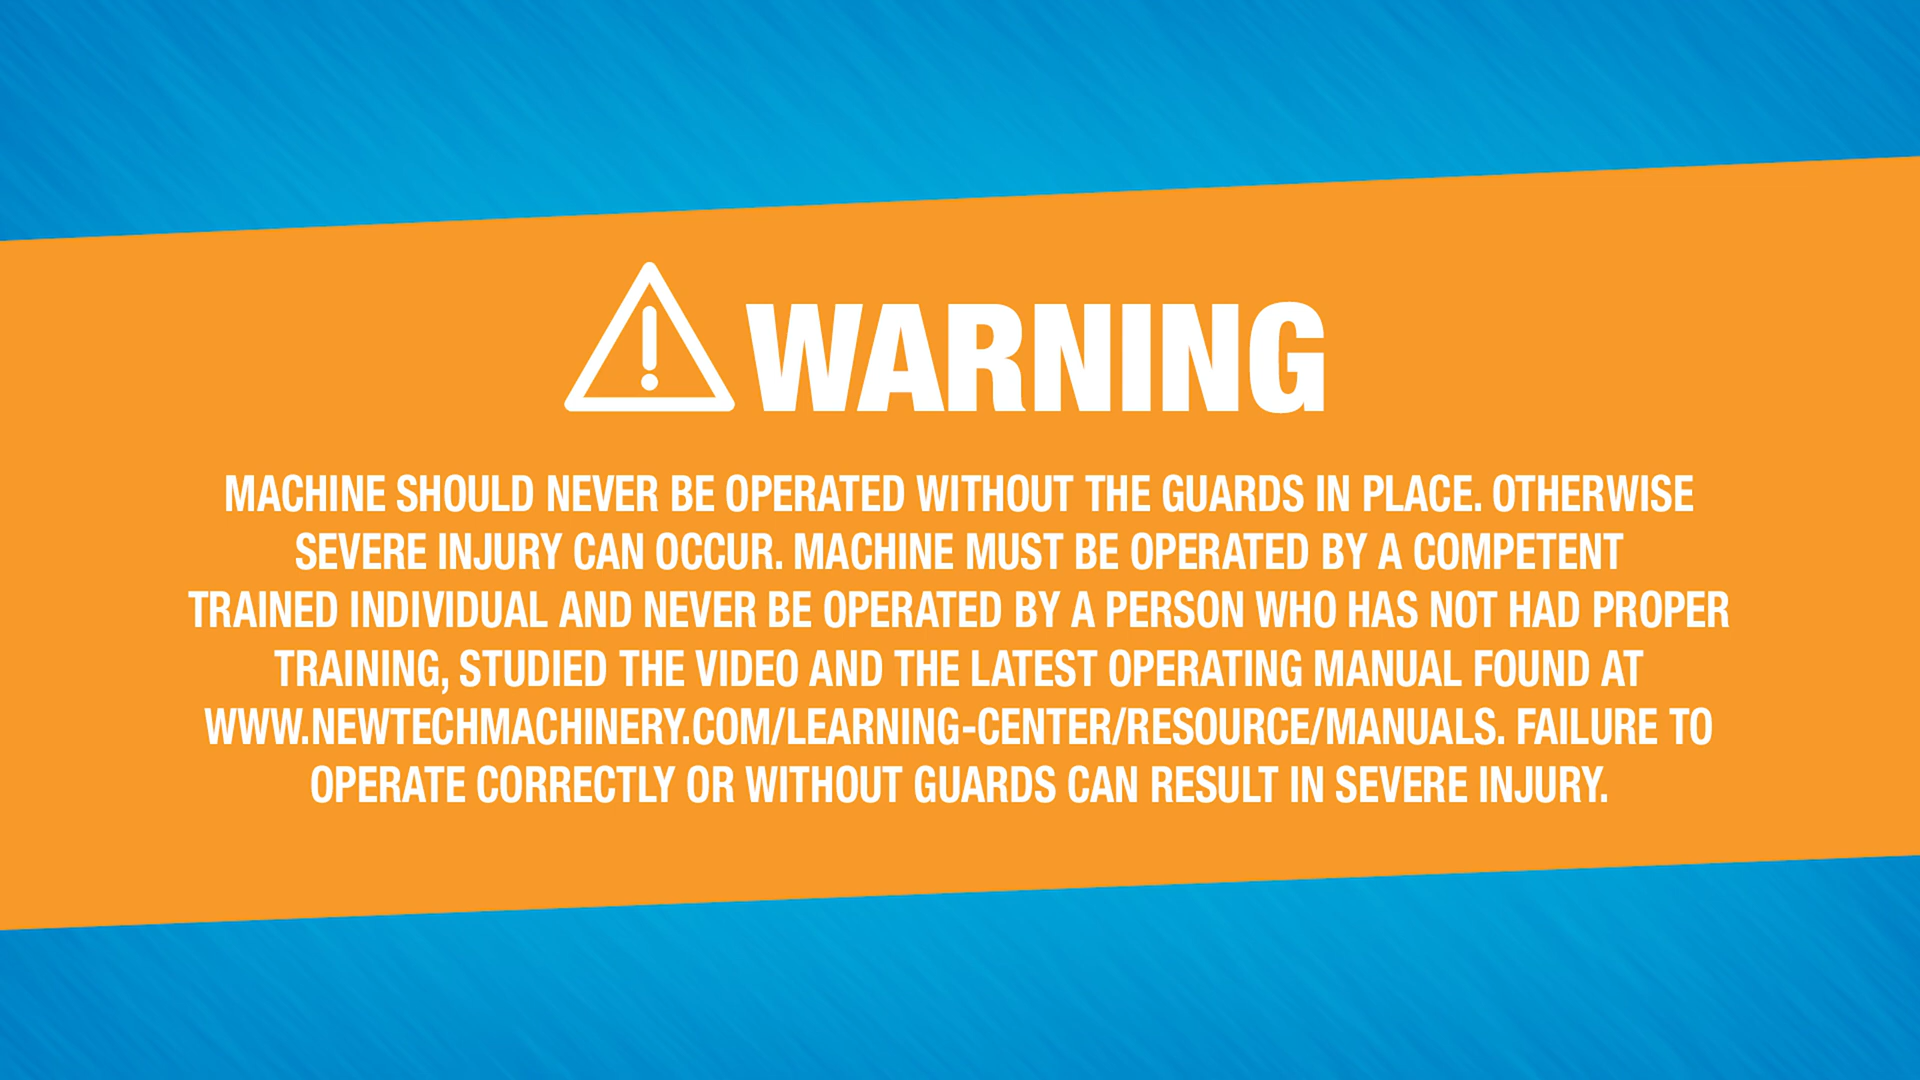 WARNING
MACHINE SHOULD NEVER BE OPERATED WITHOUT THE GUARDS IN PLACE. OTHERWISE
SEVERE INJURY CAN OCCUR. MACHINE MUST BE OPERATED BY A COMPETENT
TRAINED INDIVIDUAL AND NEVER BE OPERATED BY A PERSON WHO HAS NOT HAD PROPER
TRAINING, STUDIED THE VIDEO AND THE LATEST OPERATING MANUAL FOUND AT
WWW.NEWTECHMACHINERY.COM/LEARNING-CENTER/RESOURCE/MANUALS. FAILURE TO
OPERATE CORRECTLY OR WITHOUT GUARDS CAN RESULT IN SEVERE INJURY.